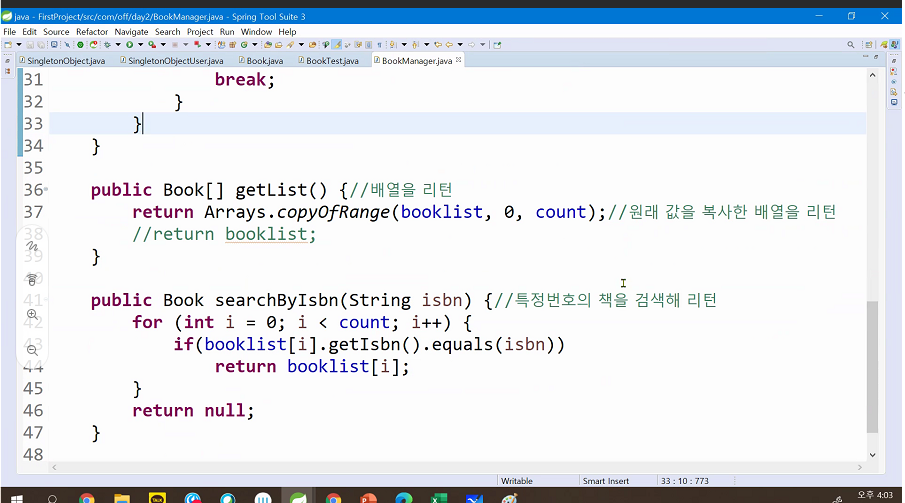 java - FirstProject/src/com/off/day2/BookManager.java - Spring Tool Suite 3
File Edit Source Refactor Navigate Search Project Run Window Help
SingletonObject.java SingletonObjectUser.java Book.java BookTest.java BookManager.java
31 break;
32 }
33 }
34 }
35
36 public Book[] getList() {//배열을 리턴
37 return Arrays.copyOfRange(booklist, 0, count);//원래 값을 복사한 배열을 리턴
38 //return booklist;
39 }
40
41 public Book searchByIsbn(String isbn) {//특정번호의 책을 검색해 리턴
42 for (int i = 0; i < count; i++) {
43 if(booklist[i].getIsbn().equals(isbn))
44 return booklist[i];
45 }
46 return null;
47 }
48
Writable Smart Insert 33 : 10 : 773
TALK
오후 4:03